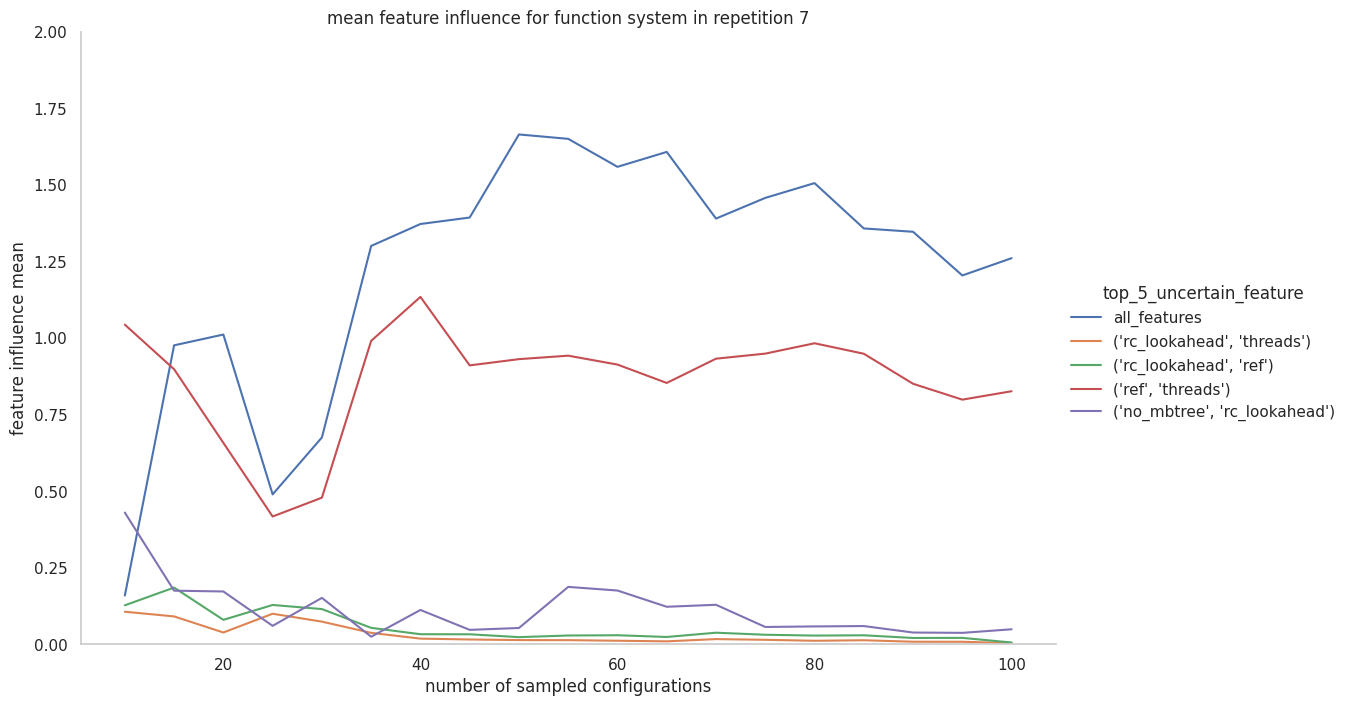 mean feature influence for function system in repetition 7
2.00
1.75
1.50
1.25
1.00
0.75
0.50
0.25
0.00
feature influence mean
20
40
60
80
100
number of sampled configurations
top_5_uncertain_feature
all_features
('rc_lookahead', 'threads')
('rc_lookahead', 'ref')
('ref', 'threads')
('no_mbtree', 'rc_lookahead')